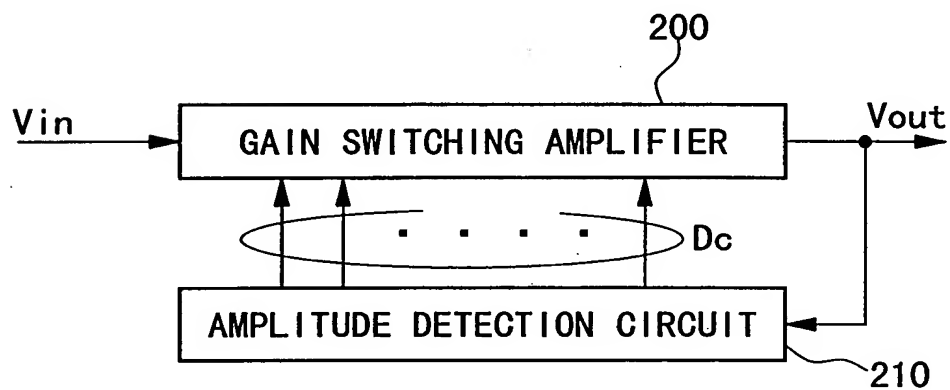 200
Vin
GAIN SWITCHING AMPLIFIER
Vout
Dc
AMPLITUDE DETECTION CIRCUIT
210